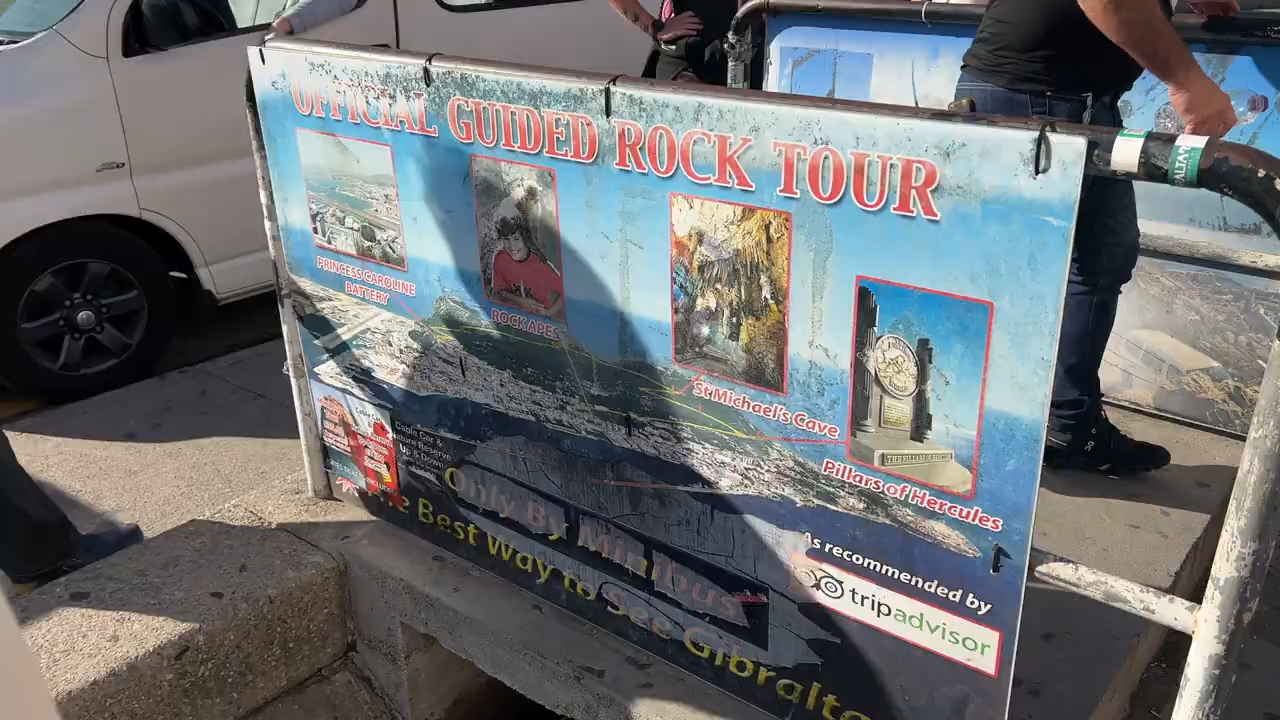 OFFICIAL GUIDED ROCK TOUR
PRINCESS CAROLINE
BATTERY
ROCK APES
St Michael's Cave
Pillars of Hercules
THE PILLARS OF HERCULES
Cable Car &
Nature Reserve
Up & Down
Only By Minibus
The Best Way to See Gibralta
As recommended by
tripadvisor